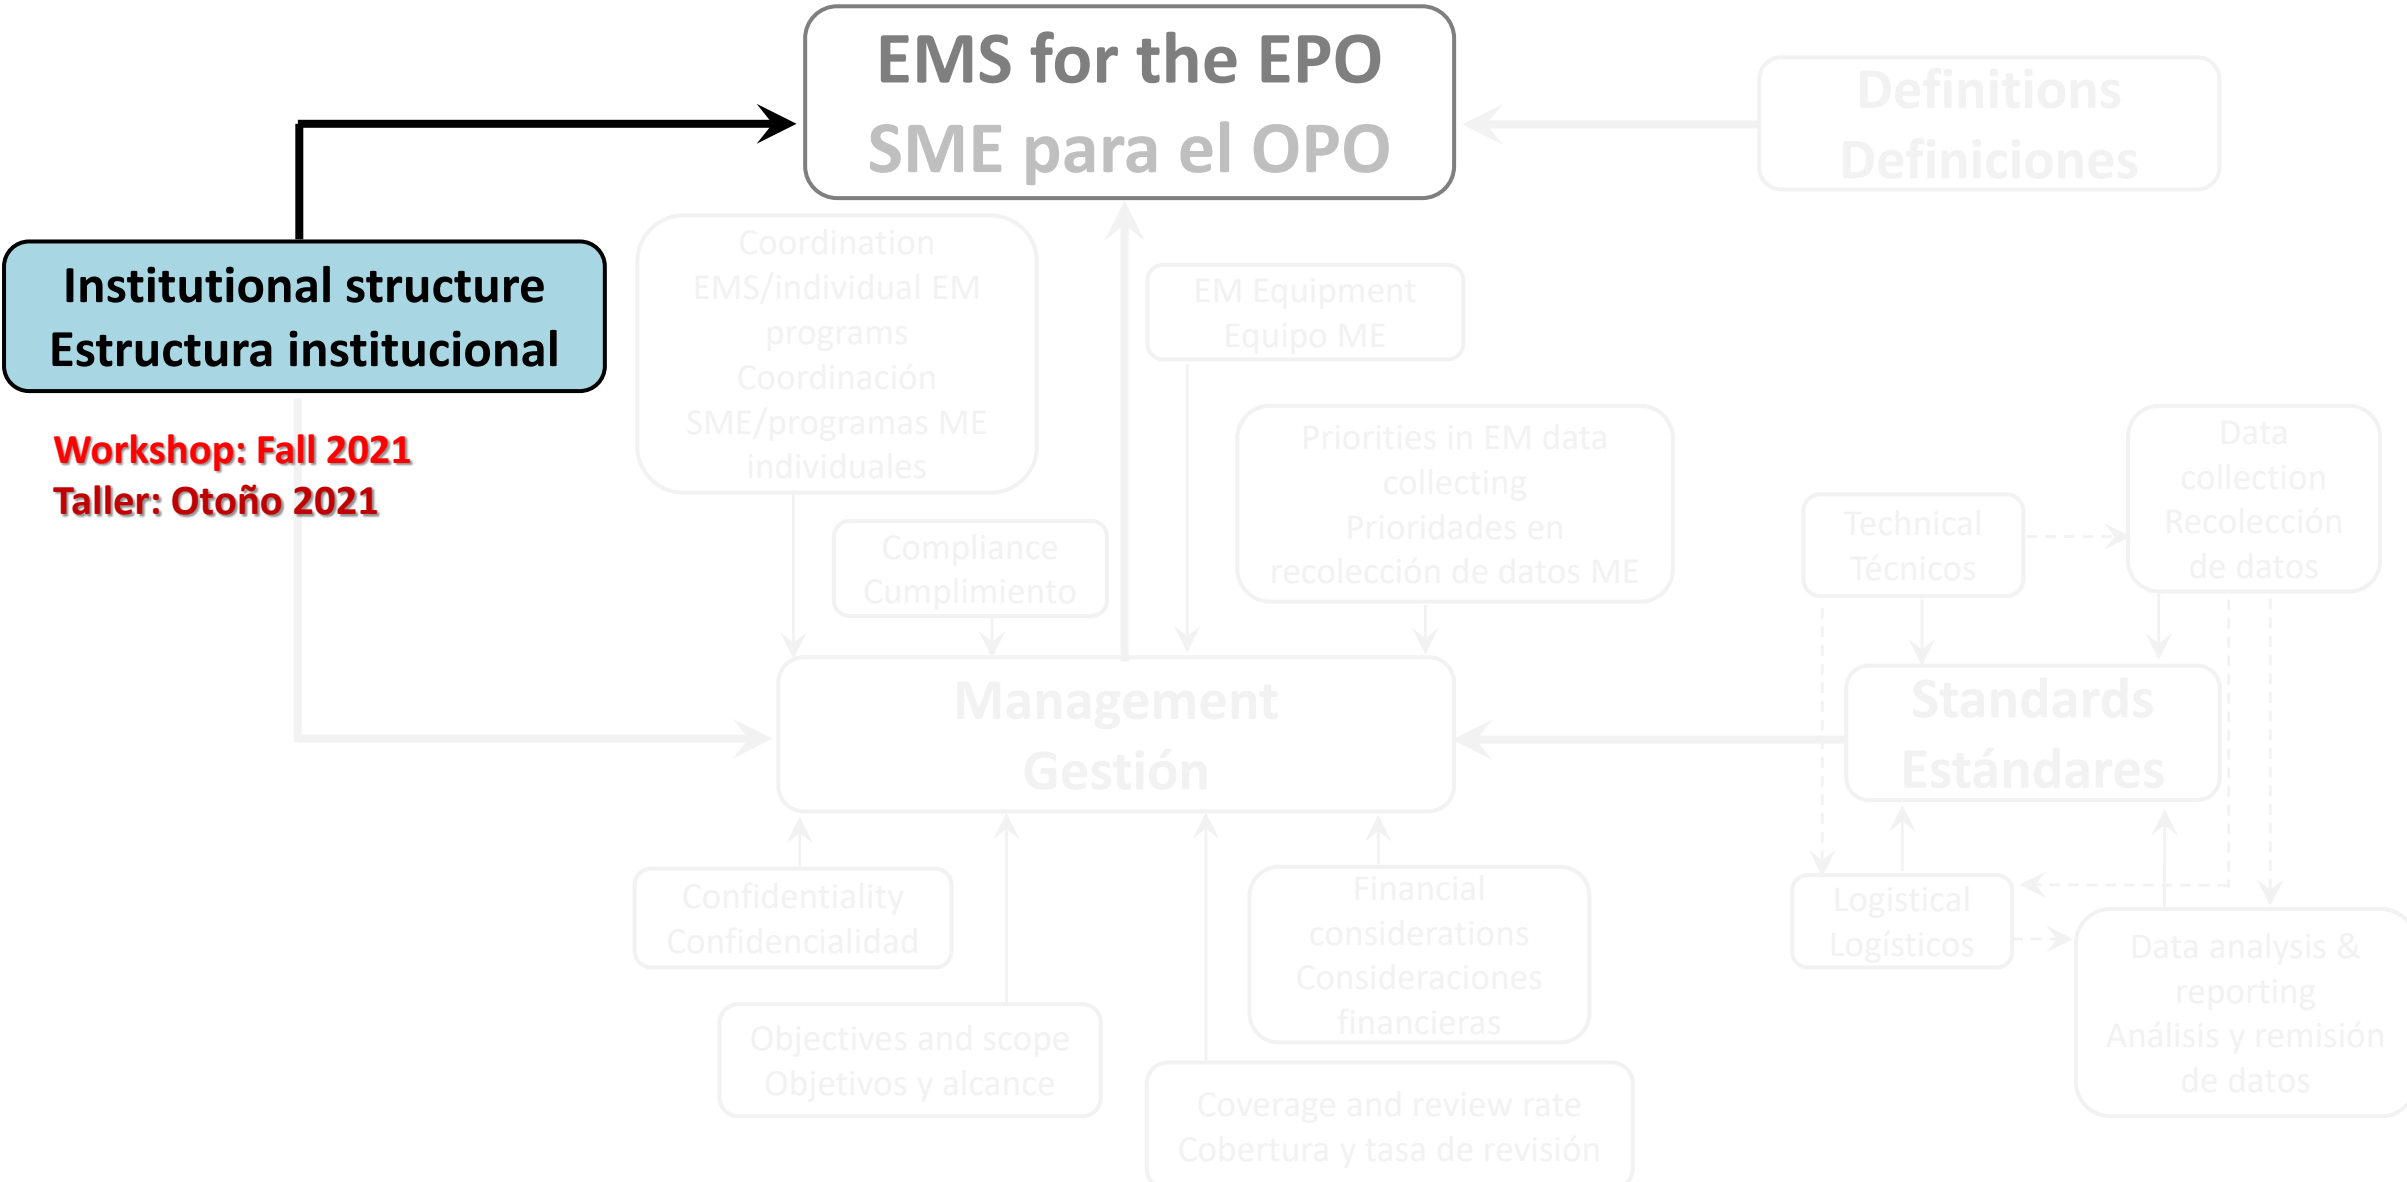 EMS for the EPO
SME para el OPO
Definitions
Definiciones
Institutional structure
Estructura institucional
Workshop: Fall 2021
Taller: Otoño 2021
Coordination
EMS/individual EM
programs
Coordinación
SME/programas ME
individuales
EM Equipment
Equipo ME
Compliance
Cumplimiento
Priorities in EM data
collecting
Prioridades en
recolección de datos ME
Technical
Técnicos
Data
collection
Recolección
de datos
Management
Gestión
Standards
Estándares
Confidentiality
Confidencialidad
Objectives and scope
Objetivos y alcance
Financial
considerations
Consideraciones
financieras
Coverage and review rate
Cobertura y tasa de revisión
Logistical
Logísticos
Data analysis &
reporting
Análisis y remisión
de datos